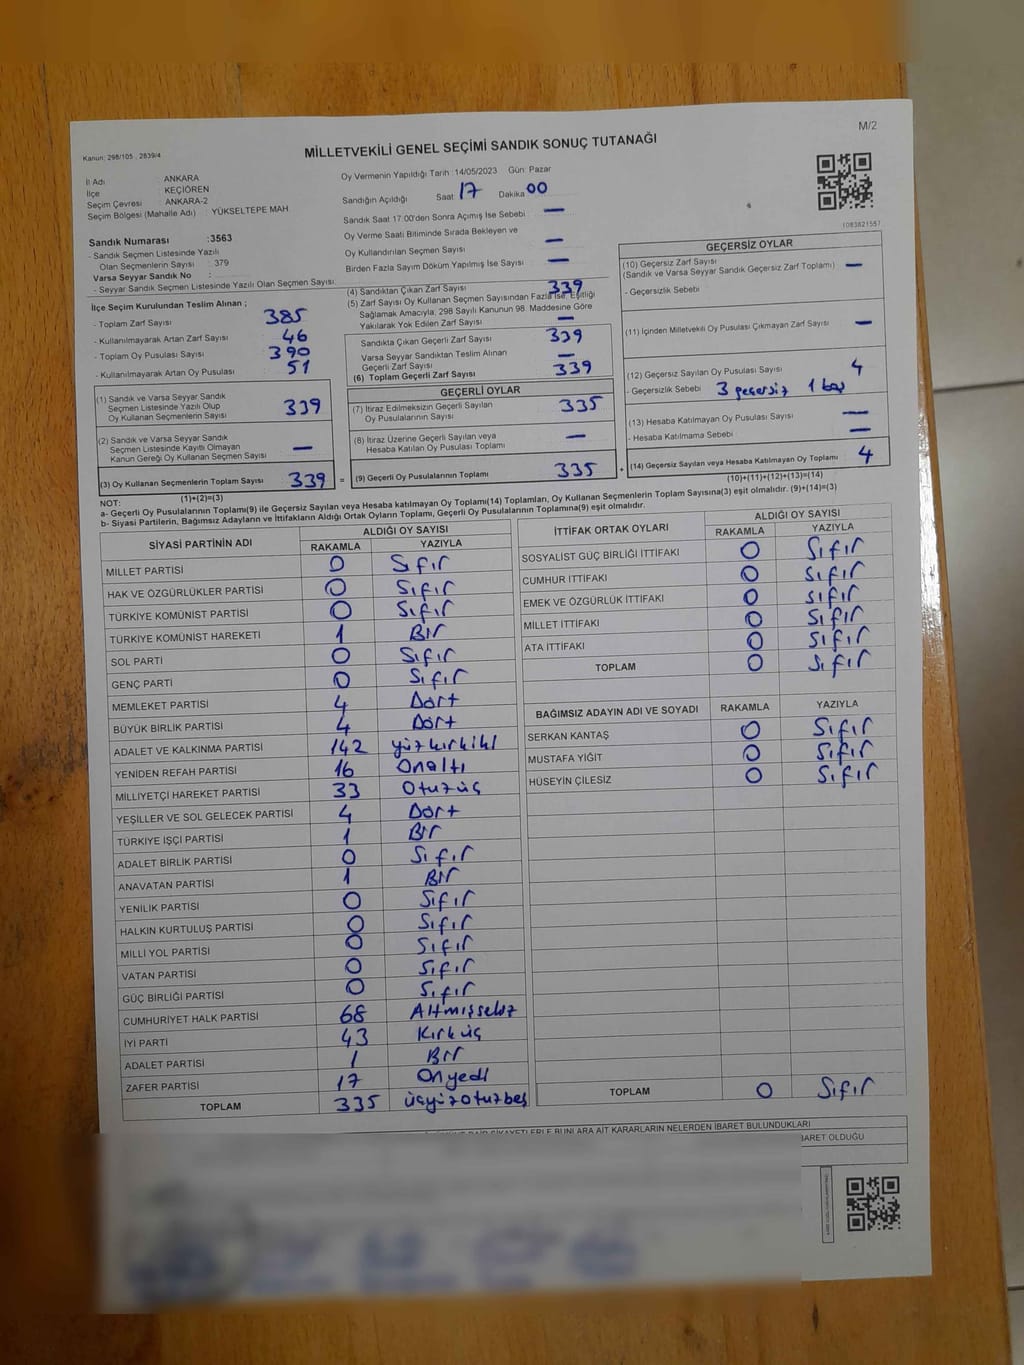 M/2
Kanun: 298/105 , 2839/4
MİLLETVEKİLİ GENEL SEÇİMİ SANDIK SONUÇ TUTANAĞI
İl Adı : ANKARA
İlçe : KEÇİÖREN
Seçim Çevresi : ANKARA-2
Seçim Bölgesi (Mahalle Adı) : YÜKSELTEPE MAH
Sandık Numarası :3563
- Sandık Seçmen Listesinde Yazılı
Olan Seçmenlerin Sayısı : 379
Varsa Seyyar Sandık No :
- Seyyar Sandık Seçmen Listesinde Yazılı Olan Seçmen Sayısı:
Oy Vermenin Yapıldığı Tarih :14/05/2023 Gün: Pazar
Sandığın Açıldığı Saat 17 Dakika 00
Sandık Saat 17:00'den Sonra Açımış İse Sebebi : —
Oy Verme Saati Bitiminde Sırada Bekleyen ve
Oy Kullandırılan Seçmen Sayısı : —
Birden Fazla Sayım Döküm Yapılmış İse Sayısı : —
(083821557
İlçe Seçim Kurulundan Teslim Alınan ;
- Toplam Zarf Sayısı : 385
- Kullanılmayarak Artan Zarf Sayısı : 46
- Toplam Oy Pusulası Sayısı : 390
- Kullanılmayarak Artan Oy Pusulası : 51
(1) Sandık ve Varsa Seyyar Sandık
Seçmen Listesinde Yazılı Olup
Oy Kullanan Seçmenlerin Sayısı 339
(2) Sandık ve Varsa Seyyar Sandık
Seçmen Listesinde Kayıtlı Olmayan
Kanun Gereği Oy Kullanan Seçmen Sayısı —
(3) Oy Kullanan Seçmenlerin Toplam Sayısı 339 =
(1)+(2)=(3)
(4) Sandıktan Çıkan Zarf Sayısı : 339
(5) Zarf Sayısı Oy Kullanan Seçmen Sayısından Fazla İse, Eşitliği
Sağlamak Amacıyla, 298 Sayılı Kanunun 98. Maddesine Göre
Yakılarak Yok Edilen Zarf Sayısı : —
Sandıkta Çıkan Geçerli Zarf Sayısı : 339
Varsa Seyyar Sandıktan Teslim Alınan
Geçerli Zarf Sayısı : —
(6) Toplam Geçerli Zarf Sayısı : 339
GEÇERLİ OYLAR
(7) İtiraz Edilmeksizin Geçerli Sayılan
Oy Pusulalarının Sayısı : 335
(8) İtiraz Üzerine Geçerli Sayılan veya
Hesaba Katılan Oy Pusulası Toplamı —
(9) Geçerli Oy Pusulalarının Toplamı 335 +
GEÇERSİZ OYLAR
(10) Geçersiz Zarf Sayısı :
(Sandık ve Varsa Seyyar Sandık Geçersiz Zarf Toplamı) —
- Geçersizlik Sebebi :
(11) İçinden Milletvekili Oy Pusulası Çıkmayan Zarf Sayısı : —
(12) Geçersiz Sayılan Oy Pusulası Sayısı : 4
- Geçersizlik Sebebi : 3 geçersiz 1 boş
(13) Hesaba Katılmayan Oy Pusulası Sayısı : —
- Hesaba Katılmama Sebebi : —
(14) Geçersiz Sayılan veya Hesaba Katılmayan Oy Toplamı 4
(10)+(11)+(12)+(13)=(14)
NOT:
a- Geçerli Oy Pusulalarının Toplamı(9) ile Geçersiz Sayılan veya Hesaba katılmayan Oy Toplamı(14) Toplamları, Oy Kullanan Seçmenlerin Toplam Sayısına(3) eşit olmalıdır. (9)+(14)=(3)
b- Siyasi Partilerin, Bağımsız Adayların ve İttifakların Aldığı Ortak Oyların Toplamı, Geçerli Oy Pusulalarının Toplamına(9) eşit olmalıdır.
SİYASİ PARTİNİN ADI ALDIĞI OY SAYISI
RAKAMLA YAZIYLA
MİLLET PARTİSİ 0 Sıfır
HAK VE ÖZGÜRLÜKLER PARTİSİ 0 Sıfır
TÜRKİYE KOMÜNİST PARTİSİ 0 Sıfır
TÜRKİYE KOMÜNİST HAREKETİ 1 Bir
SOL PARTİ 0 Sıfır
GENÇ PARTİ 0 Sıfır
MEMLEKET PARTİSİ 4 Dört
BÜYÜK BİRLİK PARTİSİ 4 Dört
ADALET VE KALKINMA PARTİSİ 142 yüzkırkiki
YENİDEN REFAH PARTİSİ 16 Onaltı
MİLLİYETÇİ HAREKET PARTİSİ 33 Otuzüç
YEŞİLLER VE SOL GELECEK PARTİSİ 4 Dört
TÜRKİYE İŞÇİ PARTİSİ 1 Bir
ADALET BİRLİK PARTİSİ 0 Sıfır
ANAVATAN PARTİSİ 1 Bir
YENİLİK PARTİSİ 0 Sıfır
HALKIN KURTULUŞ PARTİSİ 0 Sıfır
MİLLİ YOL PARTİSİ 0 Sıfır
VATAN PARTİSİ 0 Sıfır
GÜÇ BİRLİĞİ PARTİSİ 0 Sıfır
CUMHURİYET HALK PARTİSİ 68 Altmışsekiz
İYİ PARTİ 43 Kırküç
ADALET PARTİSİ 1 Bir
ZAFER PARTİSİ 17 Onyedi
TOPLAM 335 üçyüzotuzbeş
İTTİFAK ORTAK OYLARI ALDIĞI OY SAYISI
RAKAMLA YAZIYLA
SOSYALİST GÜÇ BİRLİĞİ İTTİFAKI 0 Sıfır
CUMHUR İTTİFAKI 0 Sıfır
EMEK VE ÖZGÜRLÜK İTTİFAKI 0 Sıfır
MİLLET İTTİFAKI 0 Sıfır
ATA İTTİFAKI 0 Sıfır
TOPLAM 0 Sıfır
BAĞIMSIZ ADAYIN ADI VE SOYADI RAKAMLA YAZIYLA
SERKAN KANTAŞ 0 Sıfır
MUSTAFA YİĞİT 0 Sıfır
HÜSEYİN ÇİLESİZ 0 Sıfır
TOPLAM 0 Sıfır
ŞİKAYETLERLE BUNLARA AİT KARARLARIN NELERDEN İBARET BULUNDUKLARI
BARET OLDUĞU